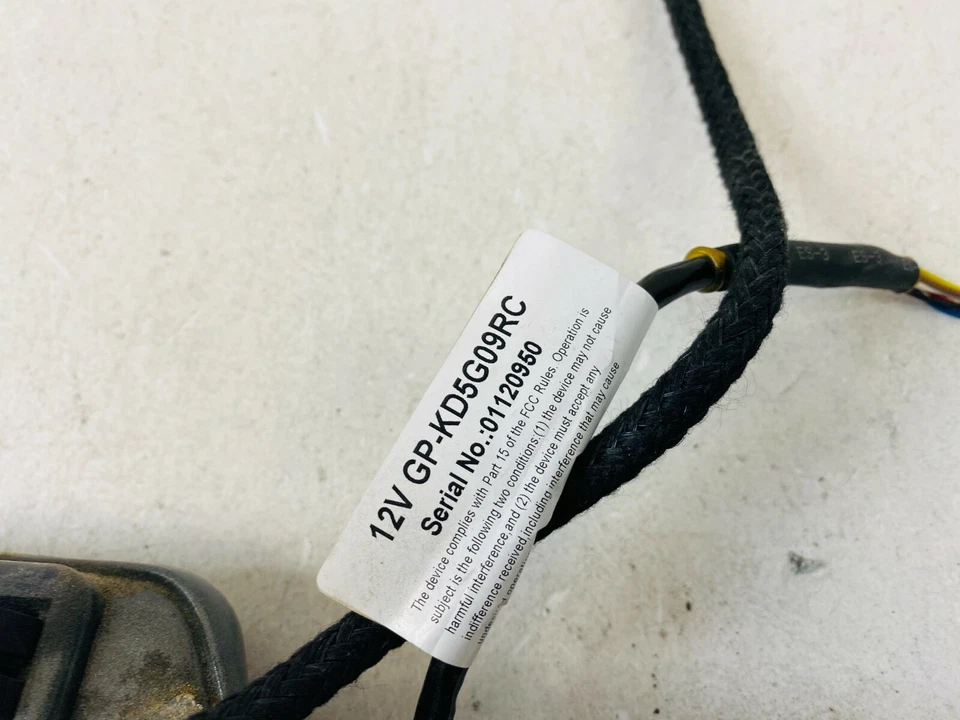 12V GP-KD5G09RC
Serial No.:01120950
The device complies with Part 15 of the FCC Rules. Operation is
subject is the following two conditions:(1) the device may not cause
harmful interference,and (2) the device must accept any
indifference received,including interference that may cause